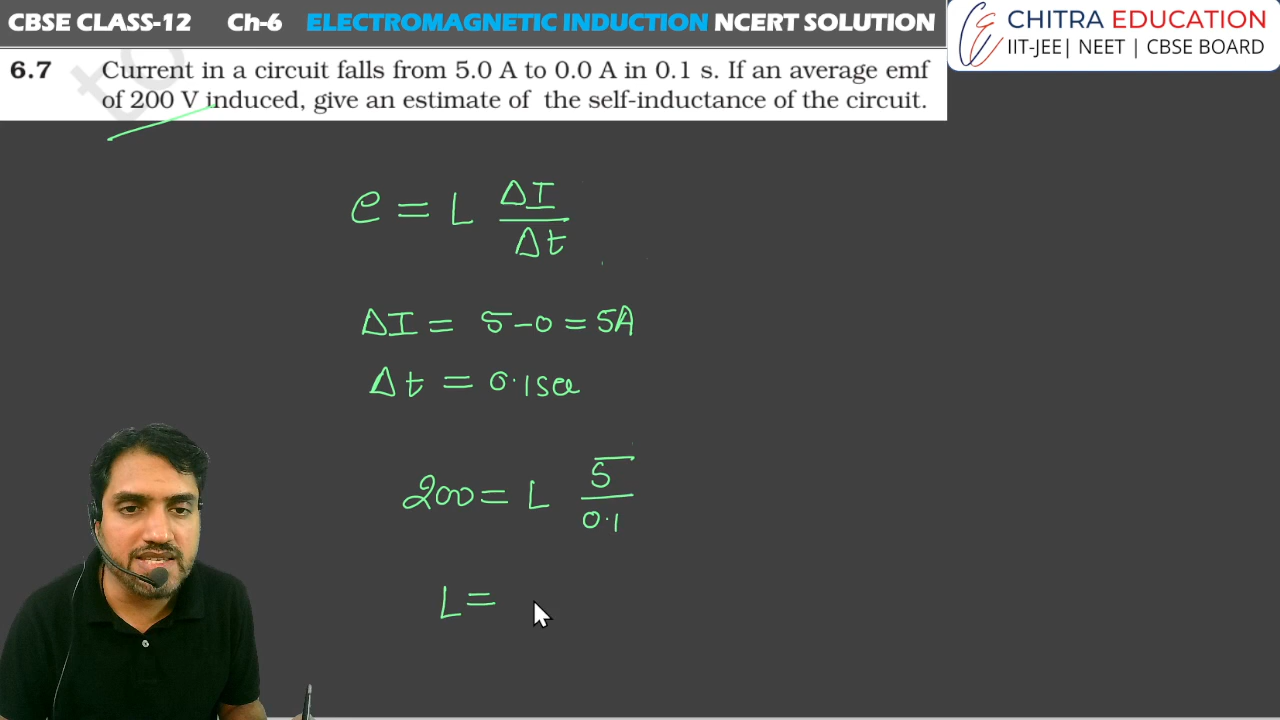 CBSE CLASS-12 Ch-6 ELECTROMAGNETIC INDUCTION NCERT SOLUTION
CHITRA EDUCATION
IIT-JEE| NEET | CBSE BOARD
6.7 Current in a circuit falls from 5.0 A to 0.0 A in 0.1 s. If an average emf
of 200 V induced, give an estimate of the self-inductance of the circuit.
e = L ΔI/Δt
ΔI = 5-0 = 5A
Δt = 0.1sec
200 = L 5/0.1
L =